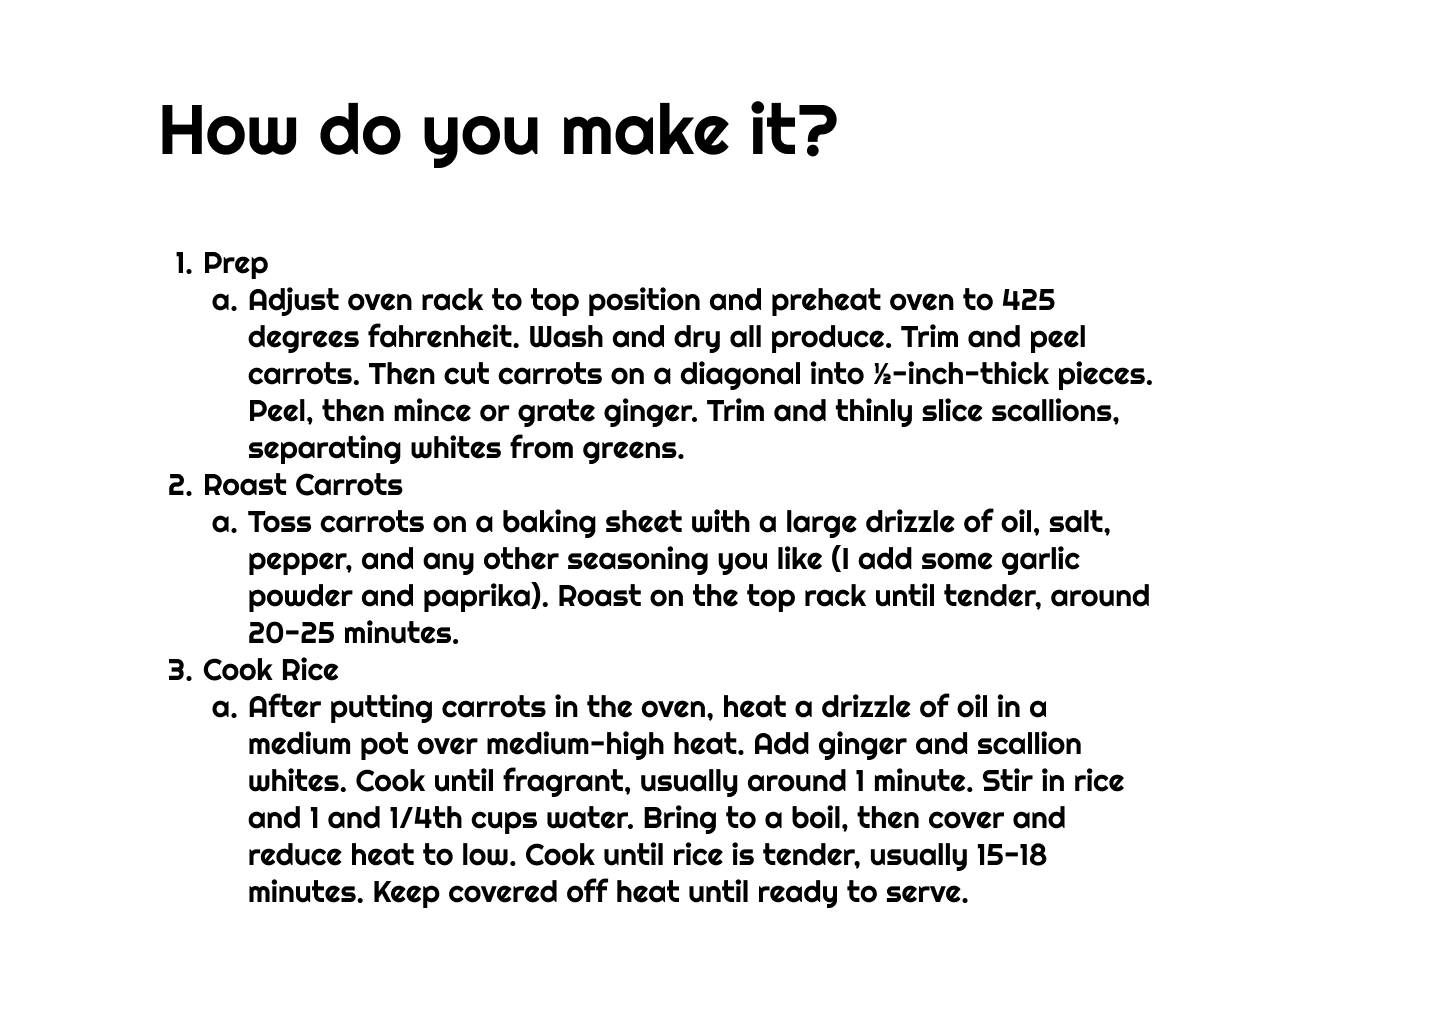 How do you make it?
1. Prep
a. Adjust oven rack to top position and preheat oven to 425
degrees fahrenheit. Wash and dry all produce. Trim and peel
carrots. Then cut carrots on a diagonal into ½-inch-thick pieces.
Peel, then mince or grate ginger. Trim and thinly slice scallions,
separating whites from greens.
2. Roast Carrots
a. Toss carrots on a baking sheet with a large drizzle of oil, salt,
pepper, and any other seasoning you like (I add some garlic
powder and paprika). Roast on the top rack until tender, around
20-25 minutes.
3. Cook Rice
a. After putting carrots in the oven, heat a drizzle of oil in a
medium pot over medium-high heat. Add ginger and scallion
whites. Cook until fragrant, usually around 1 minute. Stir in rice
and 1 and 1/4th cups water. Bring to a boil, then cover and
reduce heat to low. Cook until rice is tender, usually 15-18
minutes. Keep covered off heat until ready to serve.